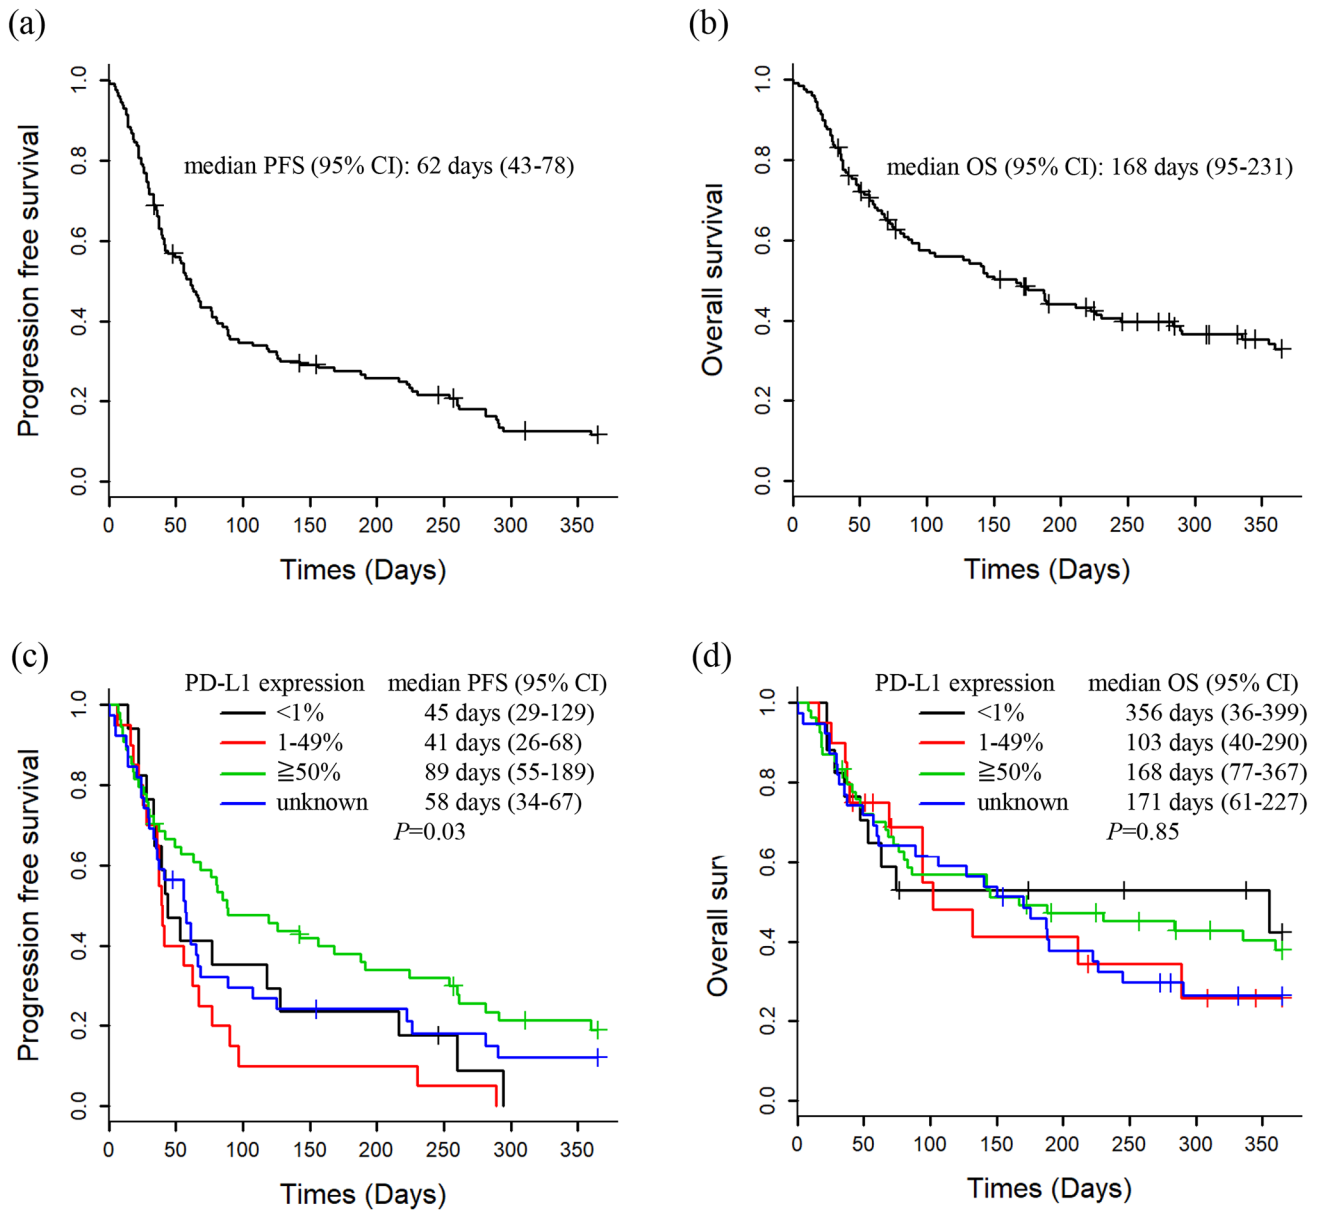 (a)
Progression free survival
1.0
0.8
0.6
0.4
0.2
0.0
median PFS (95% CI): 62 days (43-78)
0 50 100 150 200 250 300 350
Times (Days)
(b)
Overall survival
1.0
0.8
0.6
0.4
0.2
0.0
median OS (95% CI): 168 days (95-231)
0 50 100 150 200 250 300 350
Times (Days)
(c)
Progression free survival
1.0
0.8
0.6
0.4
0.2
0.0
PD-L1 expression median PFS (95% CI)
<1% 45 days (29-129)
1-49% 41 days (26-68)
≧50% 89 days (55-189)
unknown 58 days (34-67)
P=0.03
0 50 100 150 200 250 300 350
Times (Days)
(d)
Overall sur
1.0
0.8
0.6
0.4
0.2
0.0
PD-L1 expression median OS (95% CI)
<1% 356 days (36-399)
1-49% 103 days (40-290)
≧50% 168 days (77-367)
unknown 171 days (61-227)
P=0.85
0 50 100 150 200 250 300 350
Times (Days)